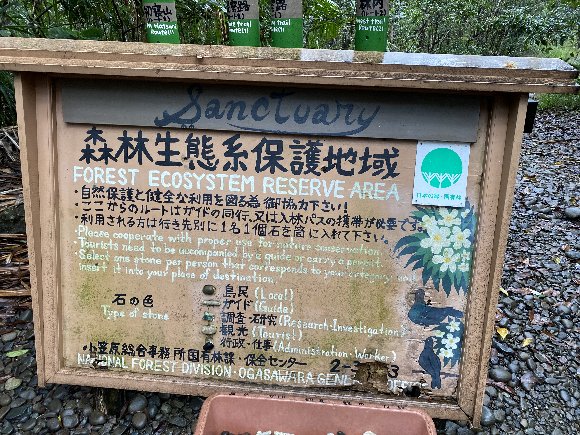 Sanctuary
森林生態系保護地域
FOREST ECOSYSTEM RESERVE AREA
・自然保護と健全な利用を図る為御協力下さい!
・ここからのルートはガイドの同行、又は入林パスの携帯が必要です。
・利用される方は行き先別に1名1個石を筒に入れて下さい。
・Please cooperate with proper use for nature conservation.
・Tourists need to be accompanied by a guide or carry a permit.
・Select one stone per person that corresponds to your category and
insert it into your place of destination.
石の色
Type of stone
島民 (Local)
ガイド (Guide)
調査・研究 (Research・Investigation)
観光 (Tourist)
行政・仕事 (Administration・Worker)
小笠原総合事務所国有林課・保全センター
NATIONAL FOREST DIVISION・OGASAWARA GENERAL